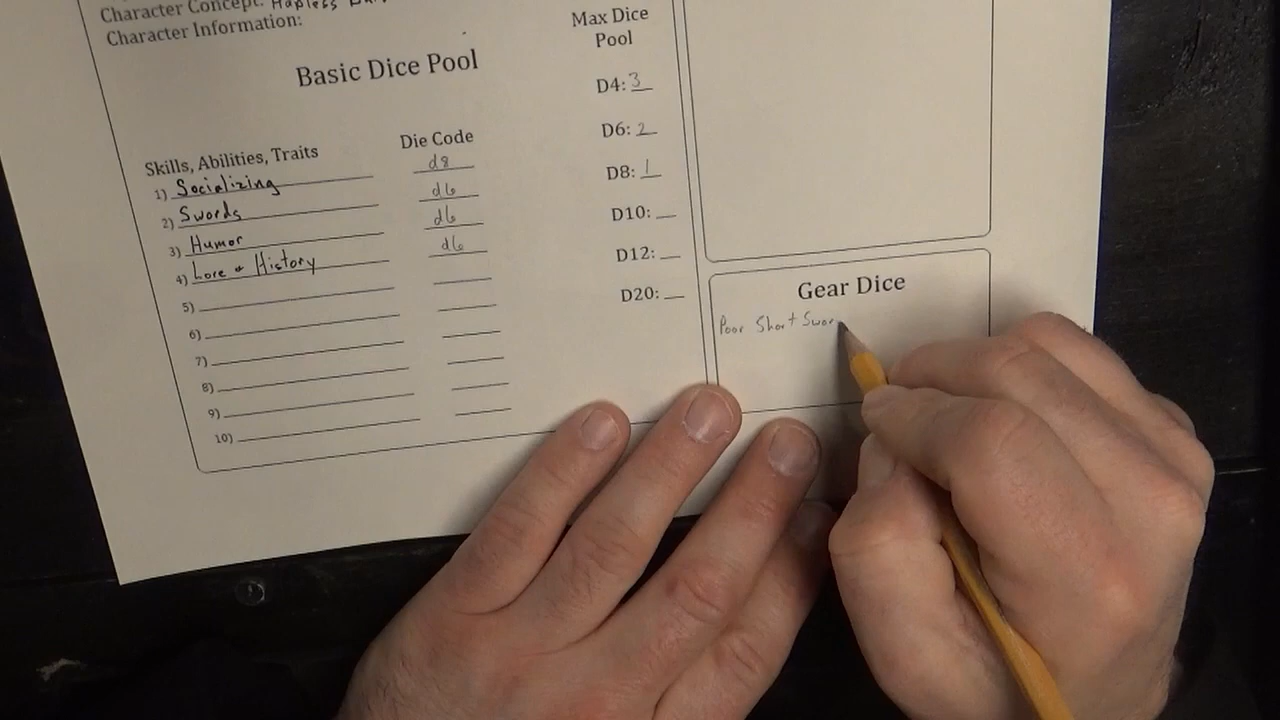 Character Concept: Hapless
Character Information:
Basic Dice Pool
Skills, Abilities, Traits Die Code
1) Socializing d8
2) Swords d6
3) Humor d6
4) Lore & History d6
5)
6)
7)
8)
9)
10)
Max Dice
Pool
D4: 3
D6: 2
D8: 1
D10:
D12:
D20:
Gear Dice
Poor Short Swor